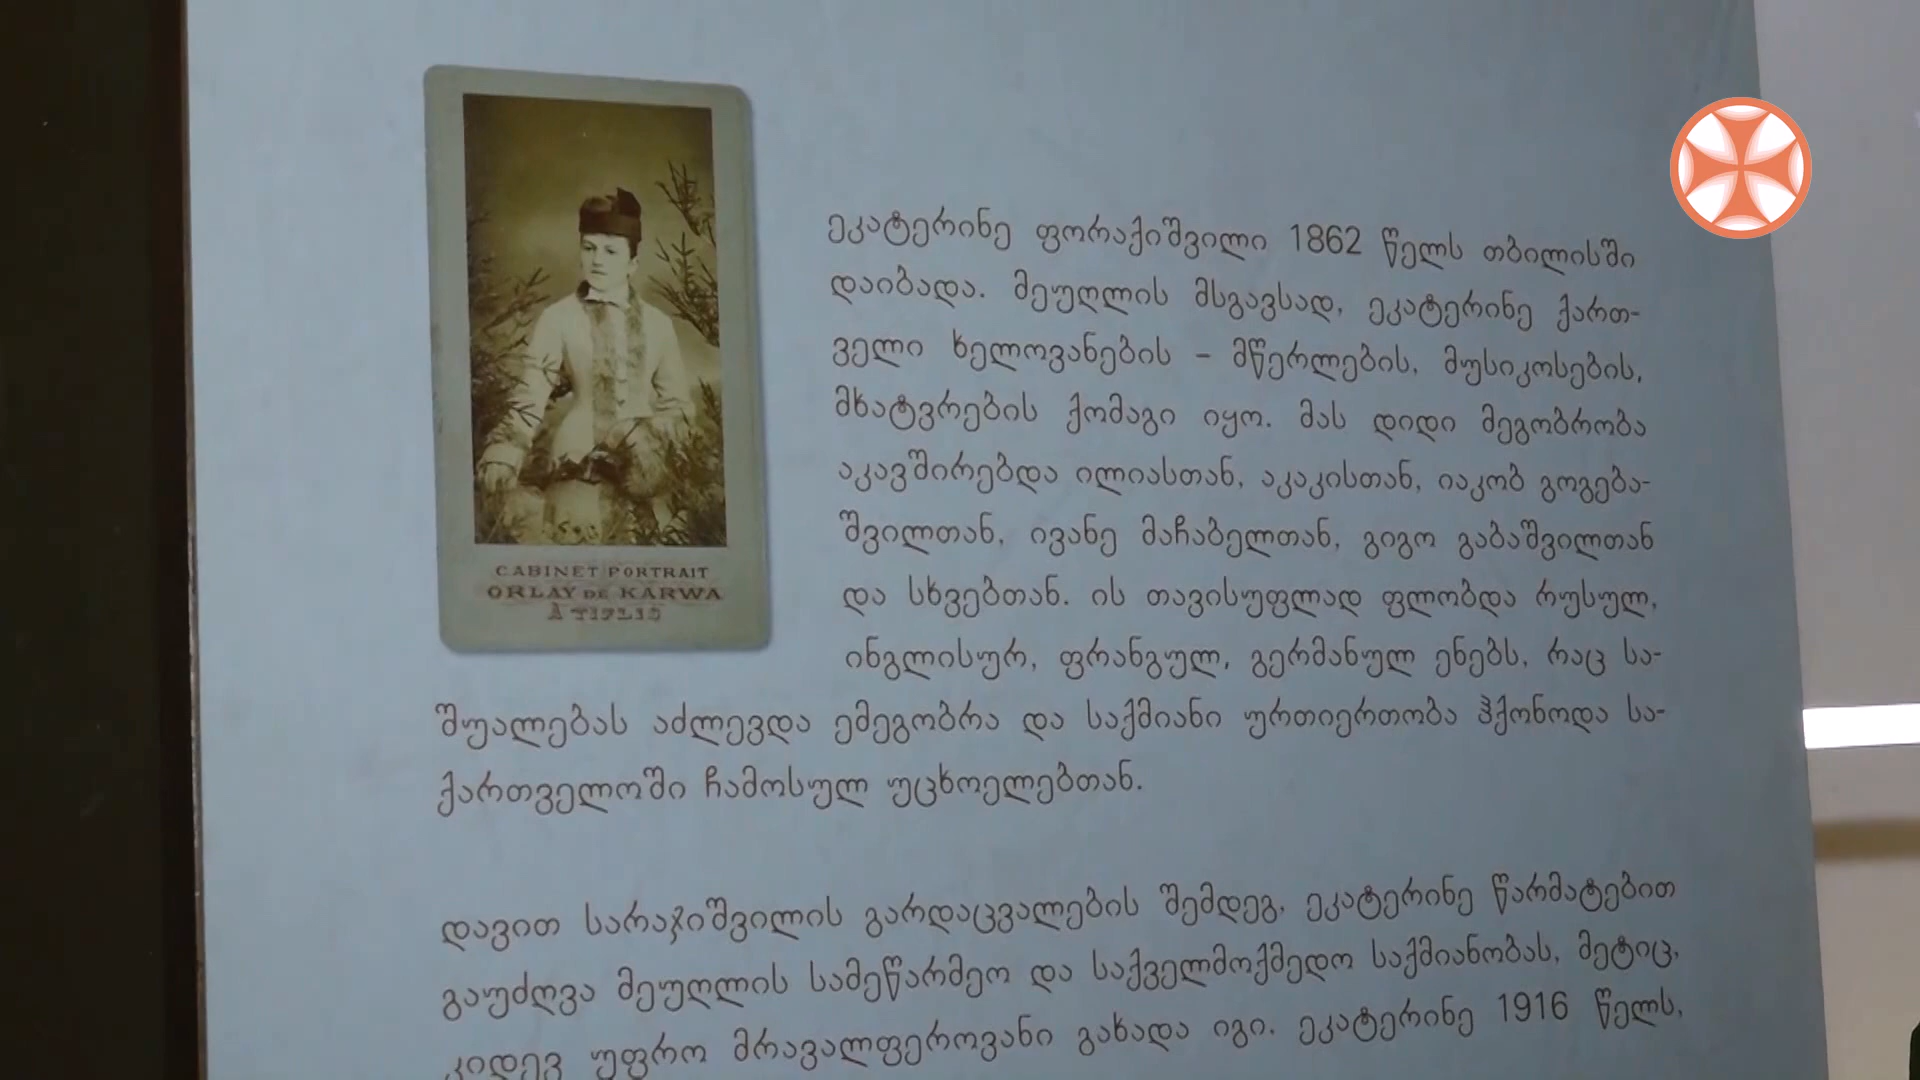 CABINET PORTRAIT
ORLAY DE KARWA
À TIFLIS
ეკატერინე ფორაქიშვილი 1862 წელს თბილისში
დაიბადა. მეუღლის მსგავსად, ეკატერინე ქართ-
ველი ხელოვანების – მწერლების, მუსიკოსების,
მხატვრების ქომაგი იყო. მას დიდი მეგობრობა
აკავშირებდა ილიასთან, აკაკისთან, იაკობ გოგება-
შვილთან, ივანე მაჩაბელთან, გიგო გაბაშვილთან
და სხვებთან. ის თავისუფლად ფლობდა რუსულ,
ინგლისურ, ფრანგულ, გერმანულ ენებს, რაც სა-
შუალებას აძლევდა ემეგობრა და საქმიანი ურთიერთობა ჰქონოდა სა-
ქართველოში ჩამოსულ უცხოელებთან.
დავით სარაჯიშვილის გარდაცვალების შემდეგ, ეკატერინე წარმატებით
გაუძღვა მეუღლის სამეწარმეო და საქველმოქმედო საქმიანობას, მეტიც,
კიდევ უფრო მრავალფეროვანი გახადა იგი. ეკატერინე 1916 წელს,